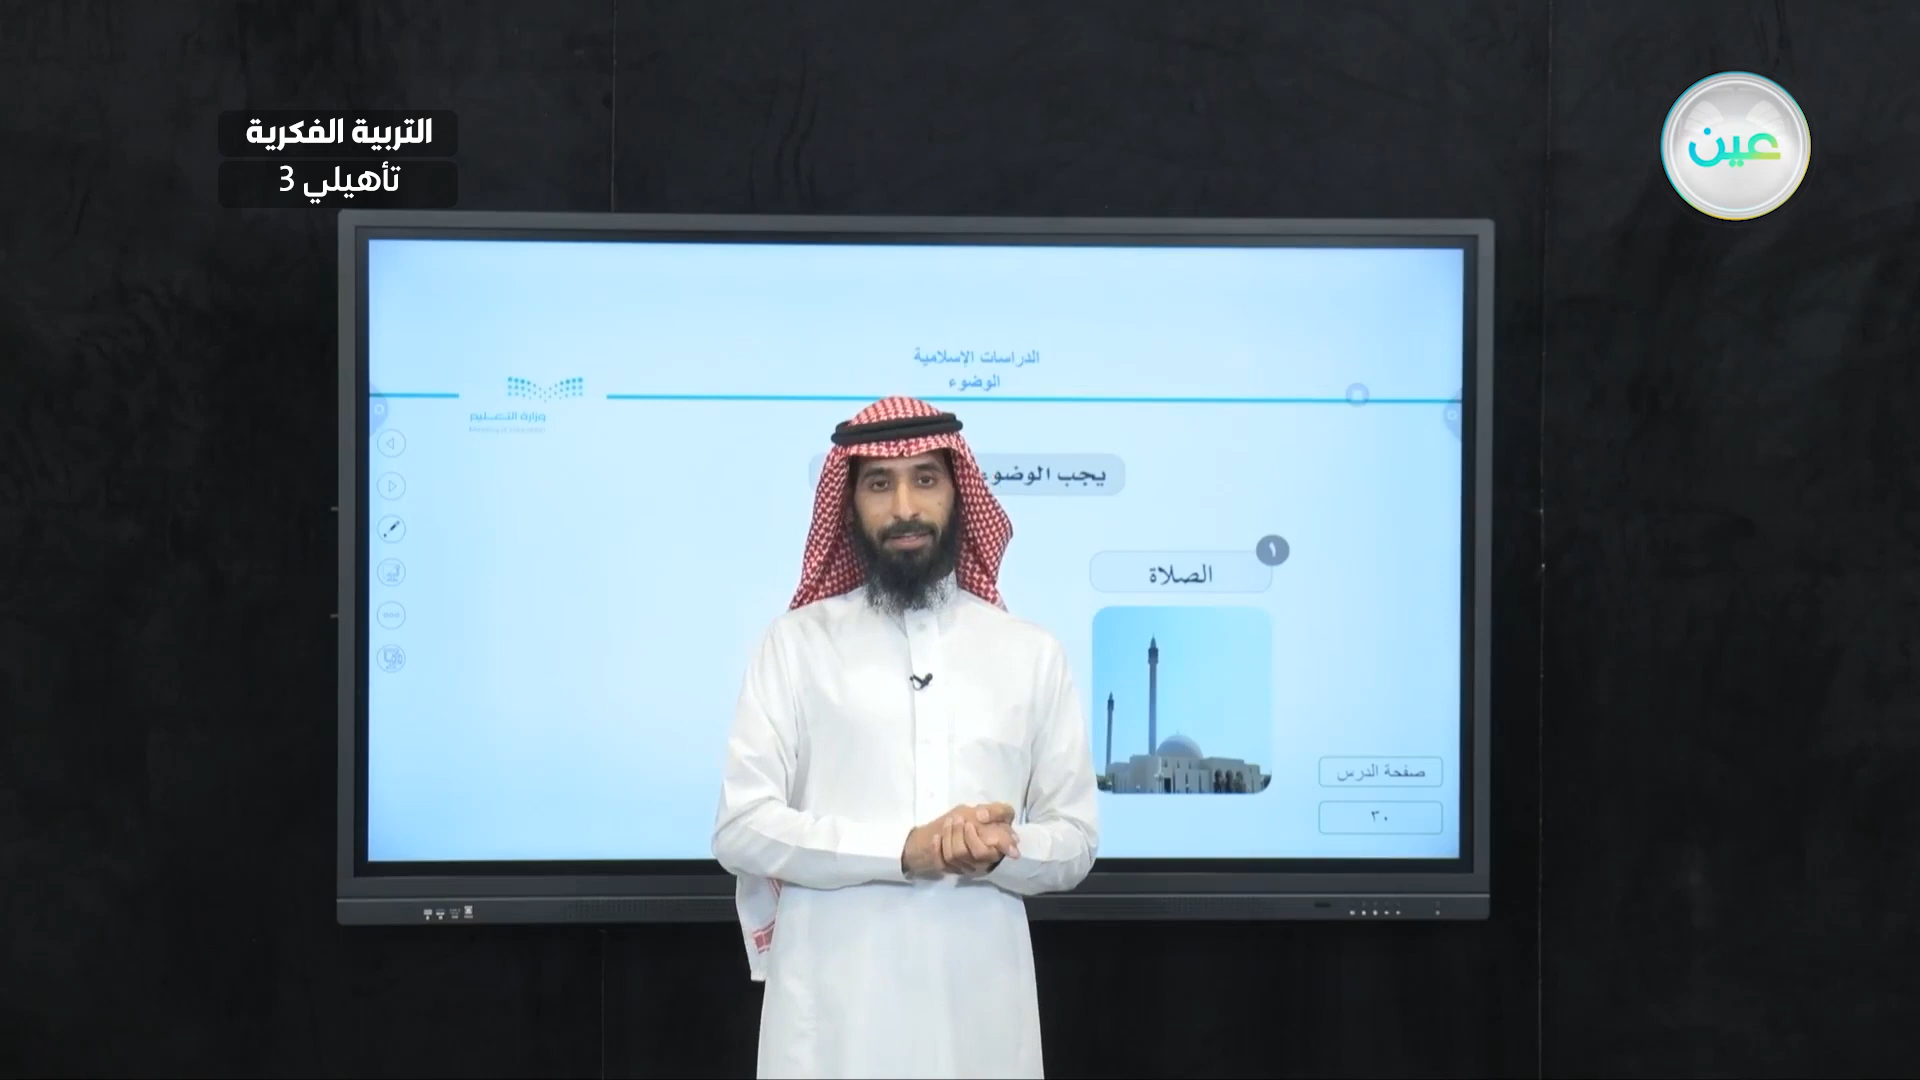 التربية الفكرية
تأهيلي 3
عين
الدراسات الإسلامية
الوضوء
وزارة التعليم
يجب الوضوء
١
الصلاة
صفحة الدرس
٣٠